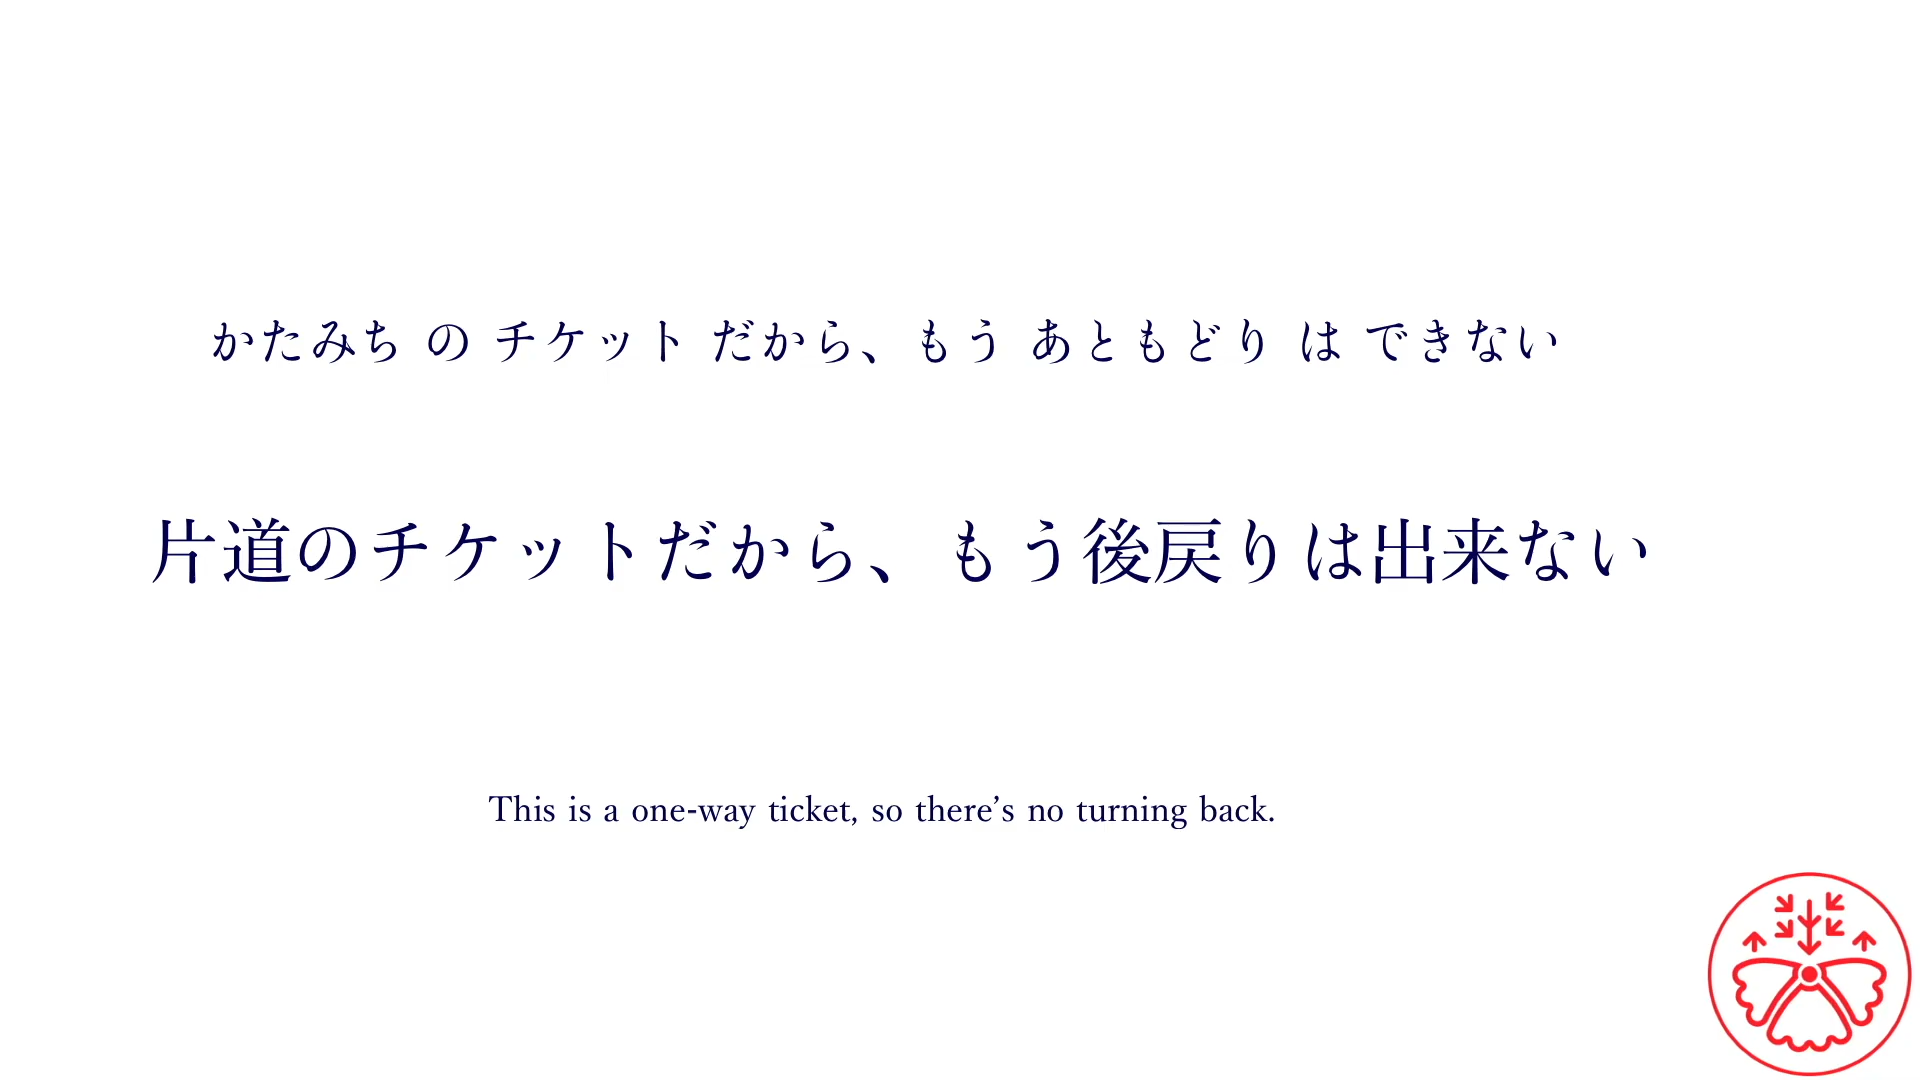 かたみち の チケット だから、もう あともどり は できない
片道のチケットだから、もう後戻りは出来ない
This is a one-way ticket, so there’s no turning back.